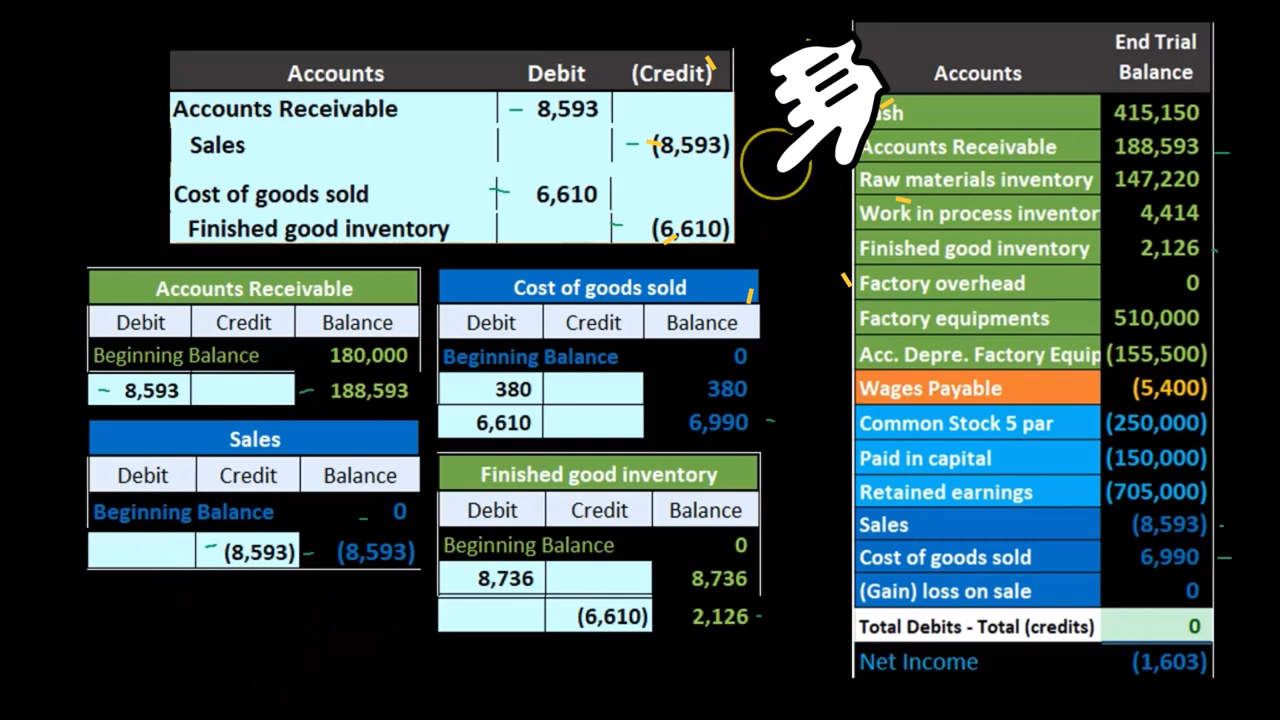 Accounts Debit (Credit)
Accounts Receivable 8,593
Sales (8,593)
Cost of goods sold 6,610
Finished good inventory (6,610)
Accounts Receivable
Debit Credit Balance
Beginning Balance 180,000
8,593 188,593
Sales
Debit Credit Balance
Beginning Balance 0
(8,593) (8,593)
Cost of goods sold
Debit Credit Balance
Beginning Balance 0
380 380
6,610 6,990
Finished good inventory
Debit Credit Balance
Beginning Balance 0
8,736 8,736
(6,610) 2,126
End Trial
Accounts Balance
415,150
Accounts Receivable 188,593
Raw materials inventory 147,220
Work in process inventor 4,414
Finished good inventory 2,126
Factory overhead 0
Factory equipments 510,000
Acc. Depre. Factory Equip (155,500)
Wages Payable (5,400)
Common Stock 5 par (250,000)
Paid in capital (150,000)
Retained earnings (705,000)
Sales (8,593)
Cost of goods sold 6,990
(Gain) loss on sale 0
Total Debits - Total (credits) 0
Net Income (1,603)